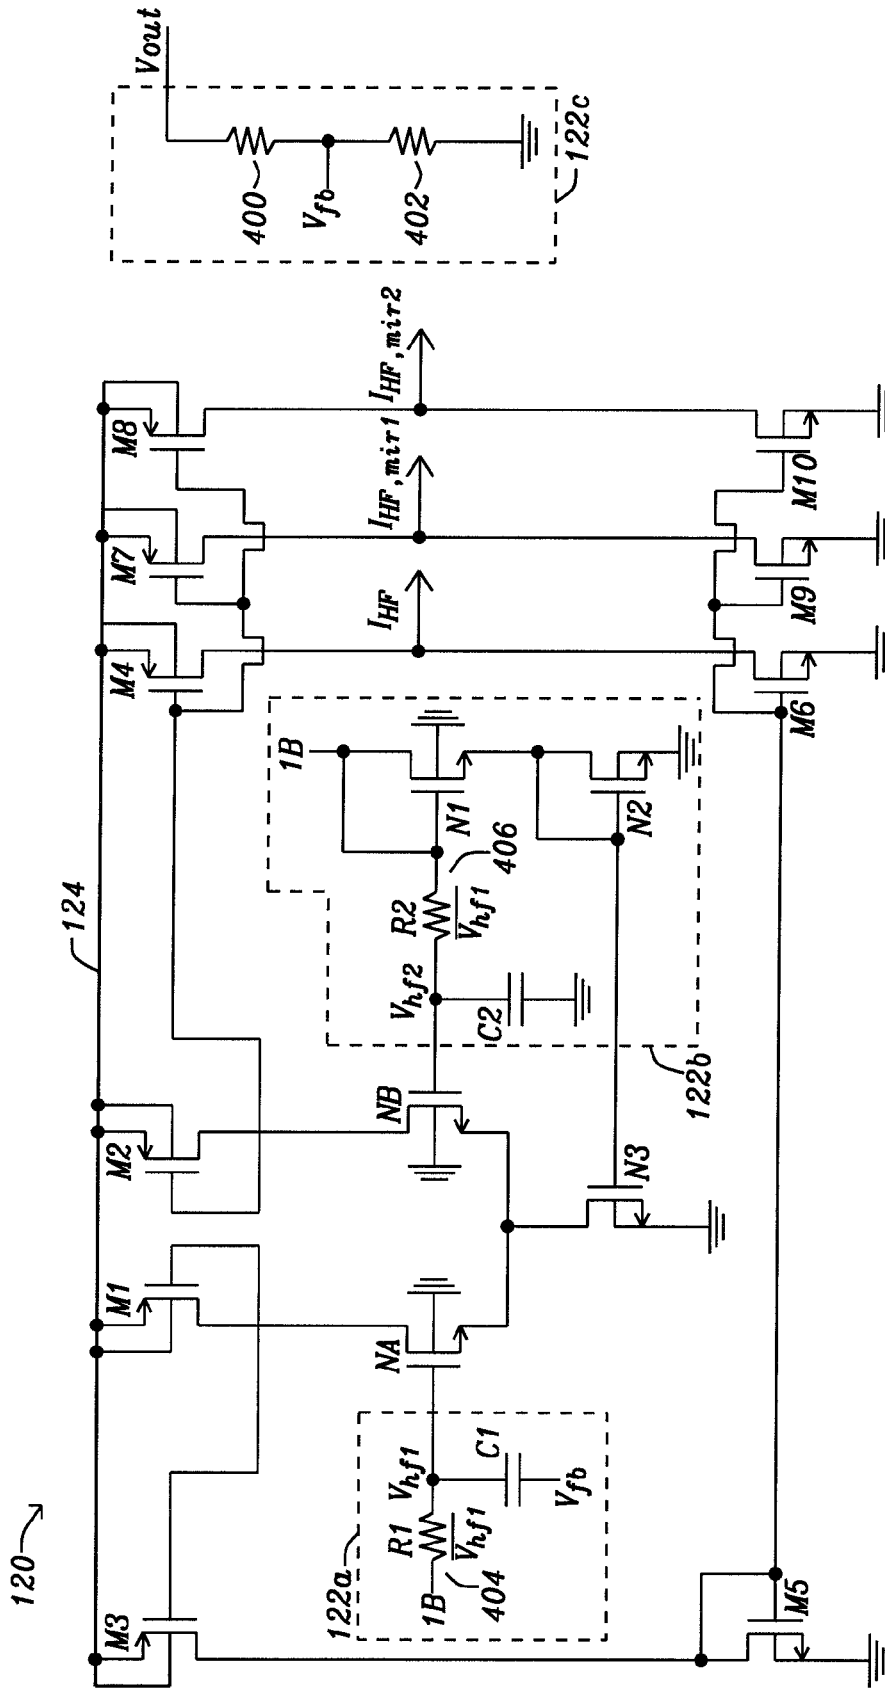 120
124
M3
M1
M2
M4
M7
M8
122a
R1
Vhf1
C1
1B
404
Vhf1
Vfb
NA
NB
Vhf2
R2
Vhf1
406
C2
1B
N1
N2
N3
122b
IHF
IHF,mir1
IHF,mir2
M5
M6
M9
M10
Vout
400
Vfb
402
122c